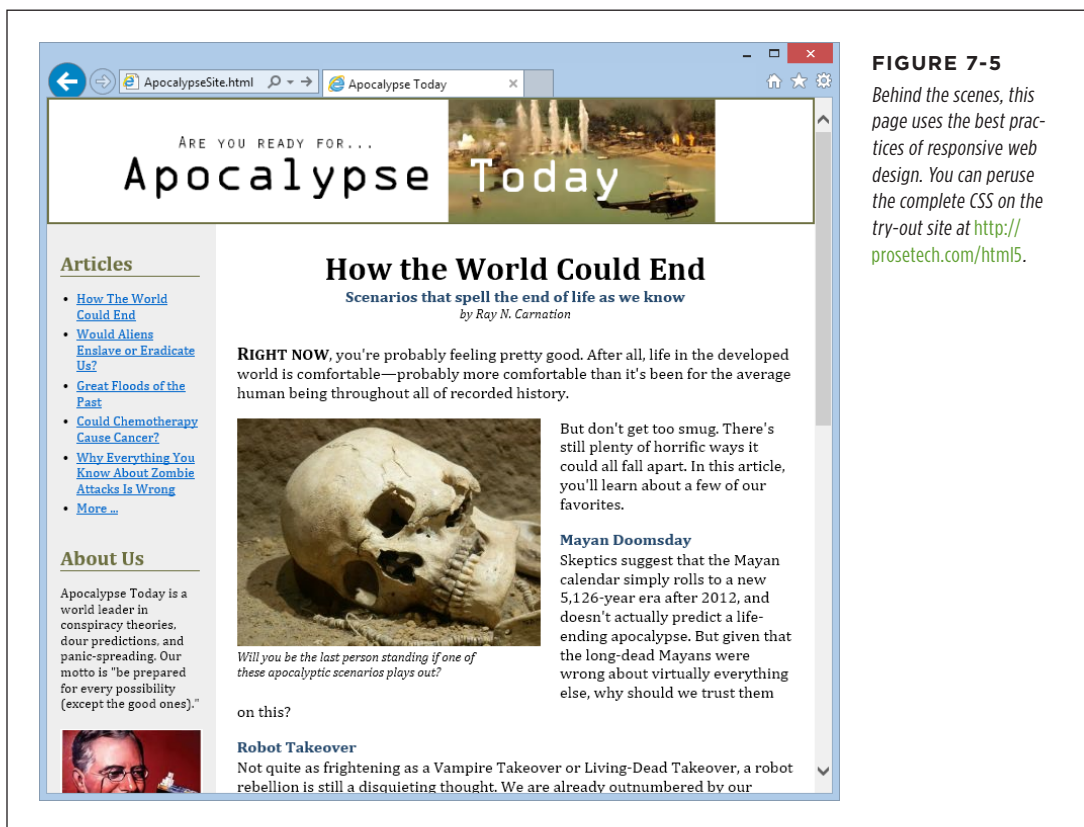 ApocalypseSite.html
Apocalypse Today
ARE YOU READY FOR...
Apocalypse Today
Articles
• How The World
Could End
• Would Aliens
Enslave or Eradicate
Us?
• Great Floods of the
Past
• Could Chemotherapy
Cause Cancer?
• Why Everything You
Know About Zombie
Attacks Is Wrong
• More ...
About Us
Apocalypse Today is a
world leader in
conspiracy theories,
dour predictions, and
panic-spreading. Our
motto is "be prepared
for every possibility
(except the good ones)."
How the World Could End
Scenarios that spell the end of life as we know
by Ray N. Carnation
RIGHT NOW, you're probably feeling pretty good. After all, life in the developed
world is comfortable—probably more comfortable than it's been for the average
human being throughout all of recorded history.
But don't get too smug. There's
still plenty of horrific ways it
could all fall apart. In this article,
you'll learn about a few of our
favorites.
Mayan Doomsday
Skeptics suggest that the Mayan
calendar simply rolls to a new
5,126-year era after 2012, and
doesn't actually predict a life-
ending apocalypse. But given that
the long-dead Mayans were
wrong about virtually everything
else, why should we trust them
on this?
Will you be the last person standing if one of
these apocalyptic scenarios plays out?
Robot Takeover
Not quite as frightening as a Vampire Takeover or Living-Dead Takeover, a robot
rebellion is still a disquieting thought. We are already outnumbered by our
FIGURE 7-5
Behind the scenes, this
page uses the best prac-
tices of responsive web
design. You can peruse
the complete CSS on the
try-out site at http://
prosetech.com/html5.